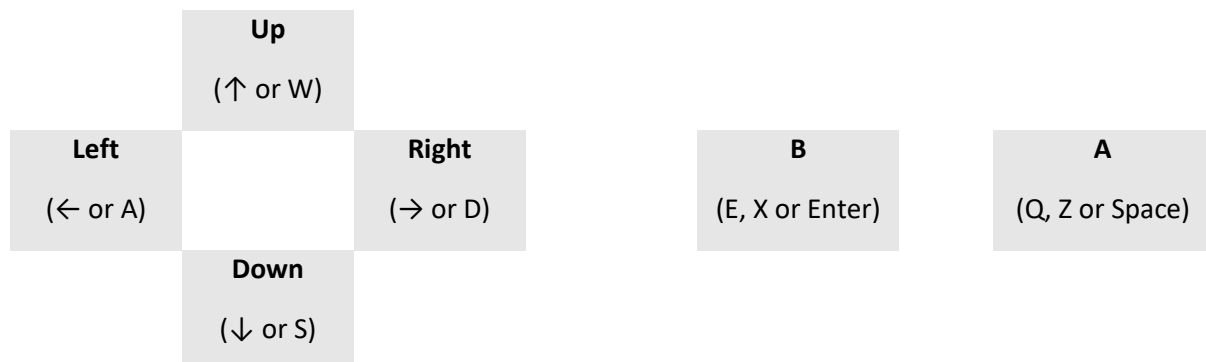 Up
(↑ or W)
Left
Right
B
A
(← or A)
(→ or D)
(E, X or Enter)
(Q, Z or Space)
Down
(↓ or S)